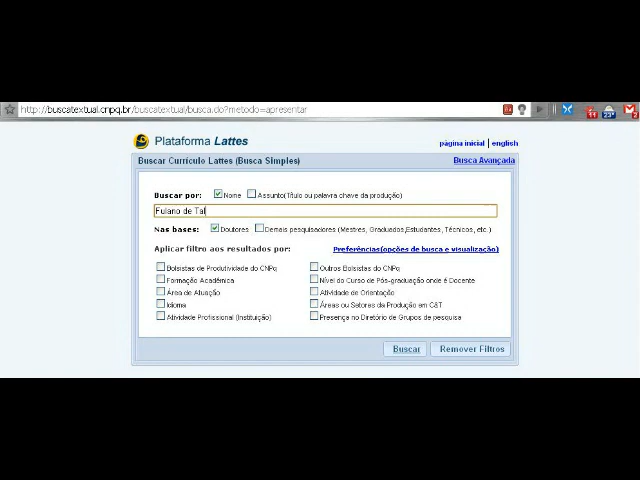 http://buscatextual.cnpq.br/buscatextual/busca.do?metodo=apresentar
11 23° 2
Plataforma Lattes
página inicial | english
Buscar Currículo Lattes (Busca Simples) Busca Avançada
Buscar por: Nome Assunto(Título ou palavra chave da produção)
Fulano de Tal
Nas bases: Doutores Demais pesquisadores (Mestres, Graduados,Estudantes, Técnicos, etc.)
Aplicar filtro aos resultados por: Preferências(opções de busca e visualização)
Bolsistas de Produtividade do CNPq Outros Bolsistas do CNPq
Formação Acadêmica Nível do Curso de Pós-graduação onde é Docente
Área de Atuação Atividade de Orientação
Idioma Áreas ou Setores da Produção em C&T
Atividade Profissional (Instituição) Presença no Diretório de Grupos de pesquisa
Buscar Remover Filtros